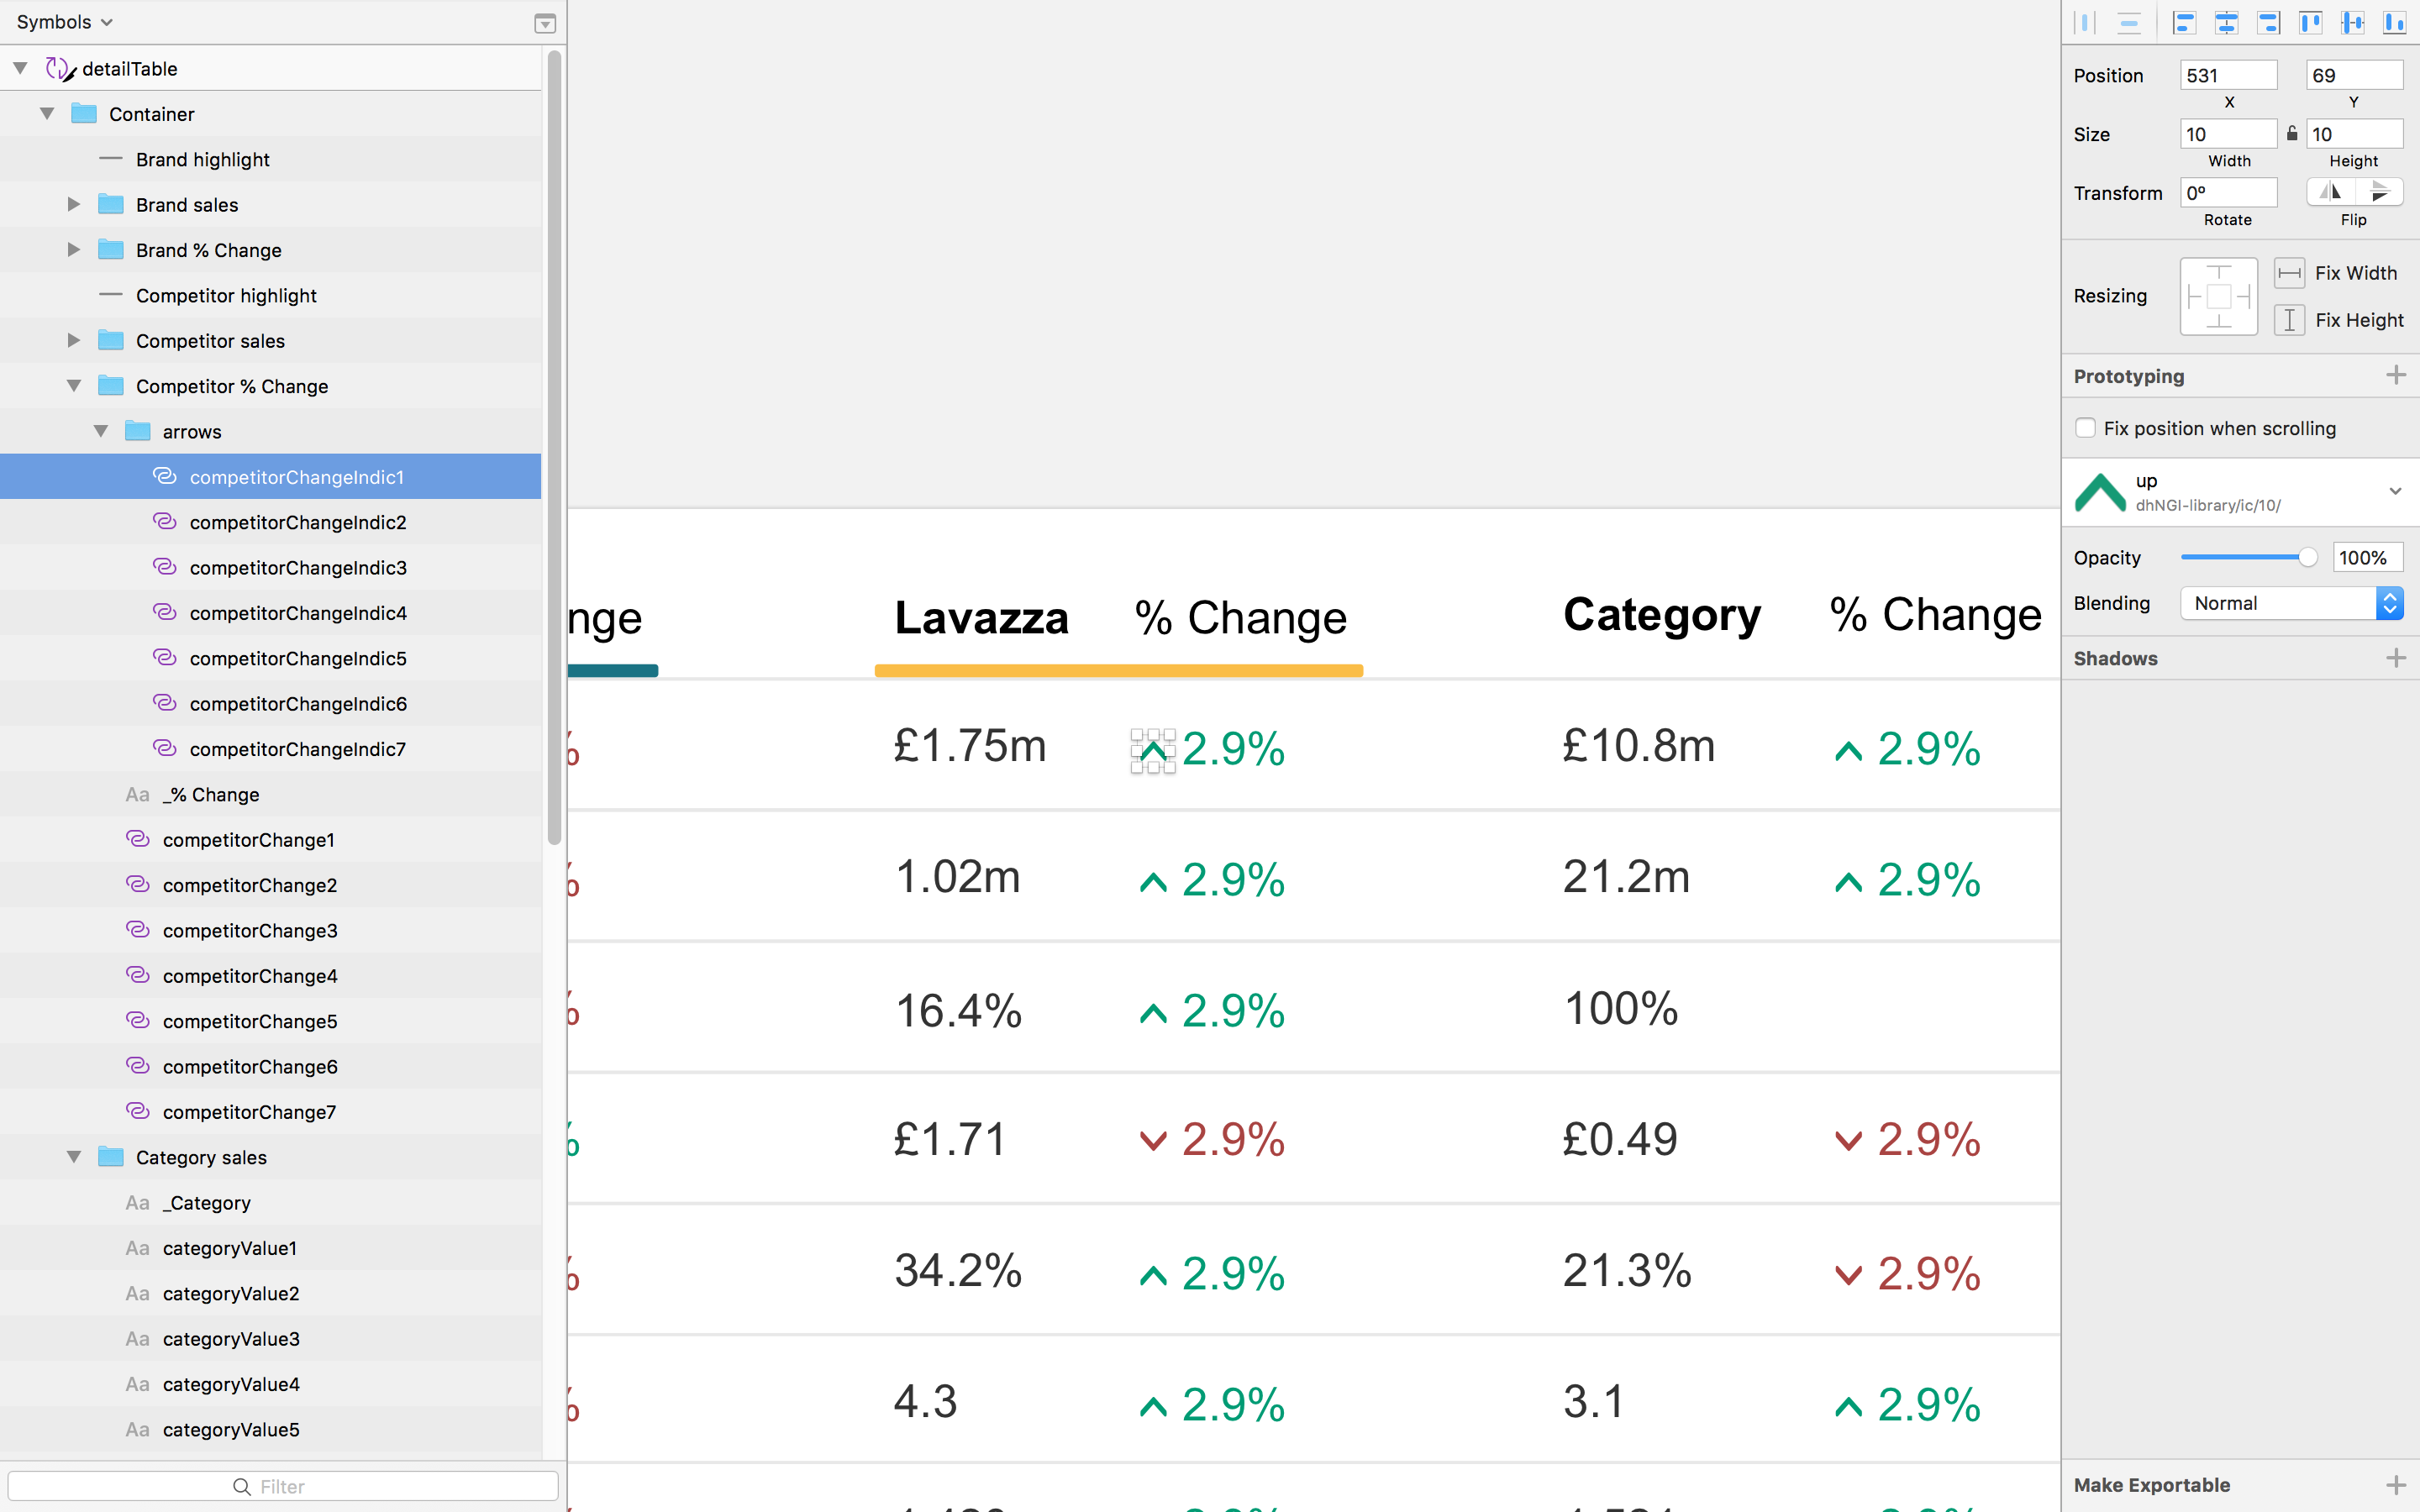 Symbols
detailTable
Container
Brand highlight
Brand sales
Brand % Change
Competitor highlight
Competitor sales
Competitor % Change
arrows
competitorChangeIndic1
competitorChangeIndic2
competitorChangeIndic3
competitorChangeIndic4
competitorChangeIndic5
competitorChangeIndic6
competitorChangeIndic7
Aa _% Change
competitorChange1
competitorChange2
competitorChange3
competitorChange4
competitorChange5
competitorChange6
competitorChange7
Category sales
Aa _Category
Aa categoryValue1
Aa categoryValue2
Aa categoryValue3
Aa categoryValue4
Aa categoryValue5
Filter
nge Lavazza % Change Category % Change
% £1.75m 2.9% £10.8m 2.9%
% 1.02m 2.9% 21.2m 2.9%
% 16.4% 2.9% 100%
% £1.71 2.9% £0.49 2.9%
% 34.2% 2.9% 21.3% 2.9%
% 4.3 2.9% 3.1 2.9%
Position 531 69
X Y
Size 10 10
Width Height
Transform 0º
Rotate Flip
Resizing Fix Width
Fix Height
Prototyping
Fix position when scrolling
up
dhNGI-library/ic/10/
Opacity 100%
Blending Normal
Shadows
Make Exportable